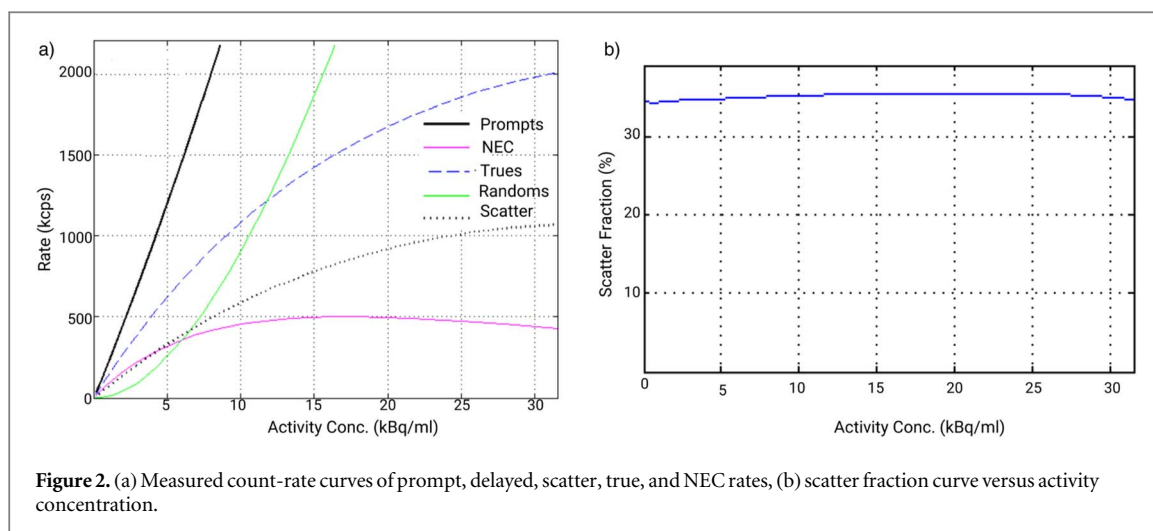 a)
2000
1500
1000
500
0
Rate (kcps)
Prompts
NEC
Trues
Randoms
Scatter
5 10 15 20 25 30
Activity Conc. (kBq/ml)
b)
30
20
10
Scatter Fraction (%)
0 5 10 15 20 25 30
Activity Conc. (kBq/ml)
Figure 2. (a) Measured count-rate curves of prompt, delayed, scatter, true, and NEC rates, (b) scatter fraction curve versus activity
concentration.